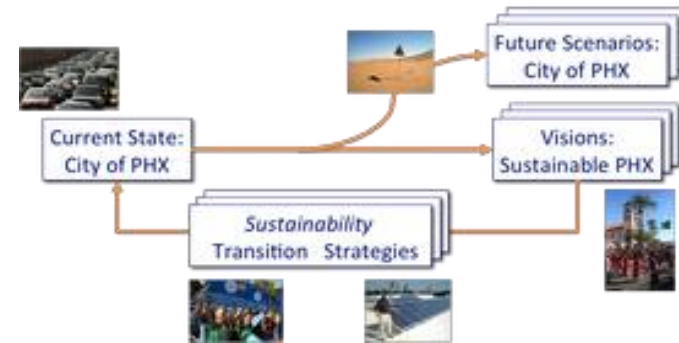 Future Scenarios:
City of PHX
Current State:
City of PHX
Visions:
Sustainable PHX
Sustainability
Transition Strategies